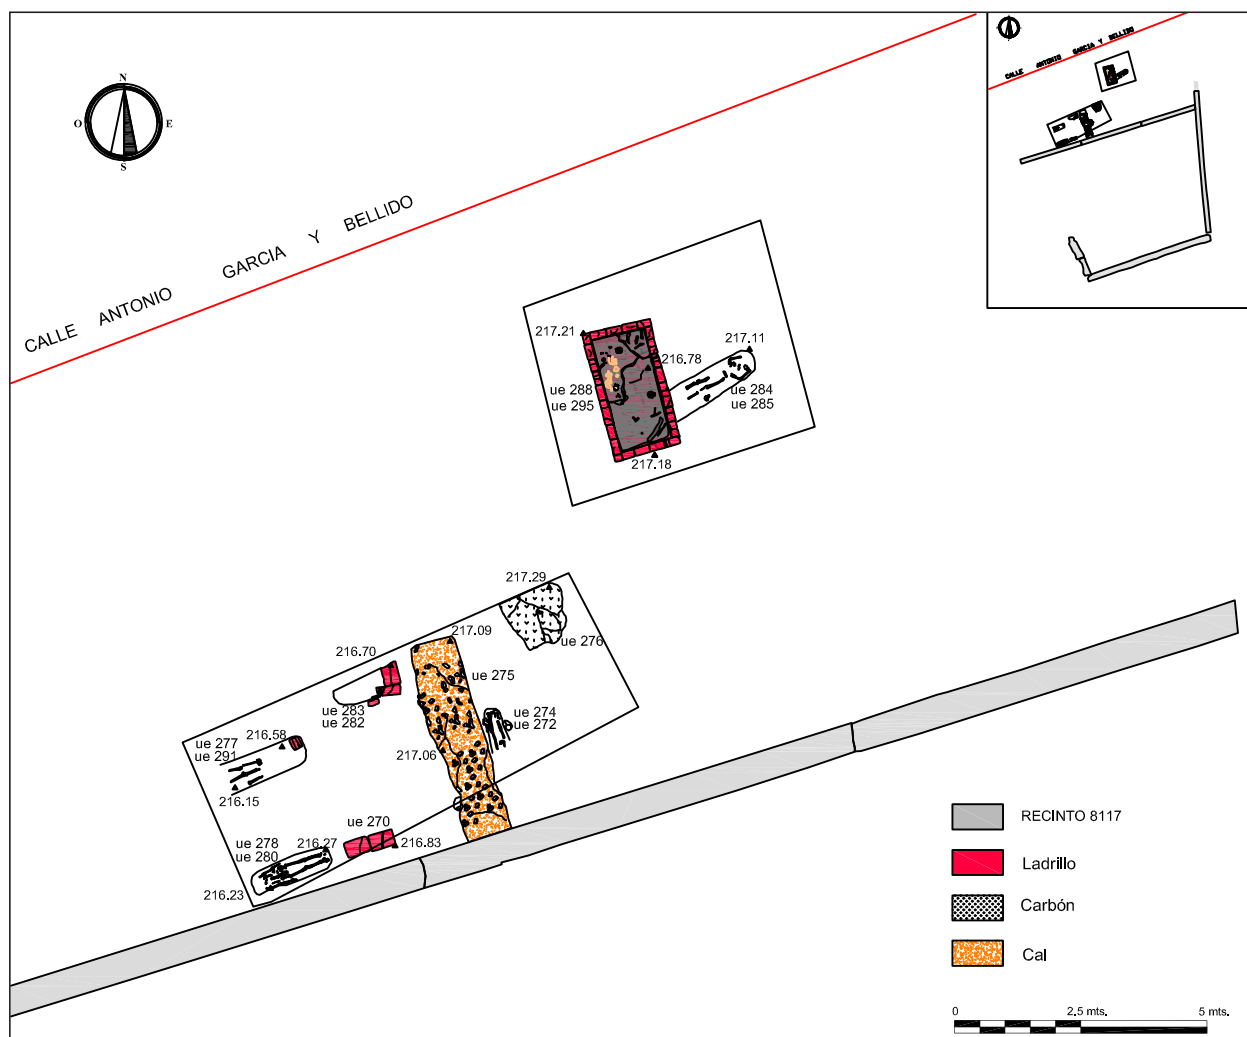 N
O E
S
CALLE ANTONIO GARCIA Y BELLIDO
CALLE ANTONIO GARCIA Y BELLIDO
217.21
217.11
216.78
ue 288
ue 295
ue 284
ue 285
217.18
217.29
217.09
ue 276
216.70
ue 275
ue 283
ue 282
ue 274
ue 272
ue 277
ue 291
216.58
217.06
216.15
ue 270
ue 278
ue 280
216.27
216.83
216.23
RECINTO 8117
Ladrillo
Carbón
Cal
0 2,5 mts. 5 mts.